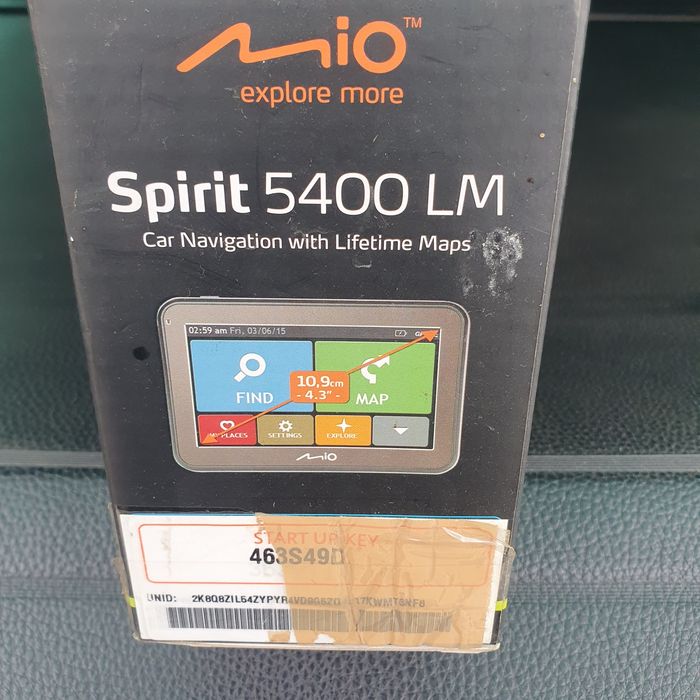 MIO™
explore more
Spirit 5400 LM
Car Navigation with Lifetime Maps
02:59 am Fri, 03/06/15
FIND
MAP
10,9cm
- 4.3" -
MY PLACES
SETTINGS
EXPLORE
MIO
START UP KEY
463S49D
UNID: